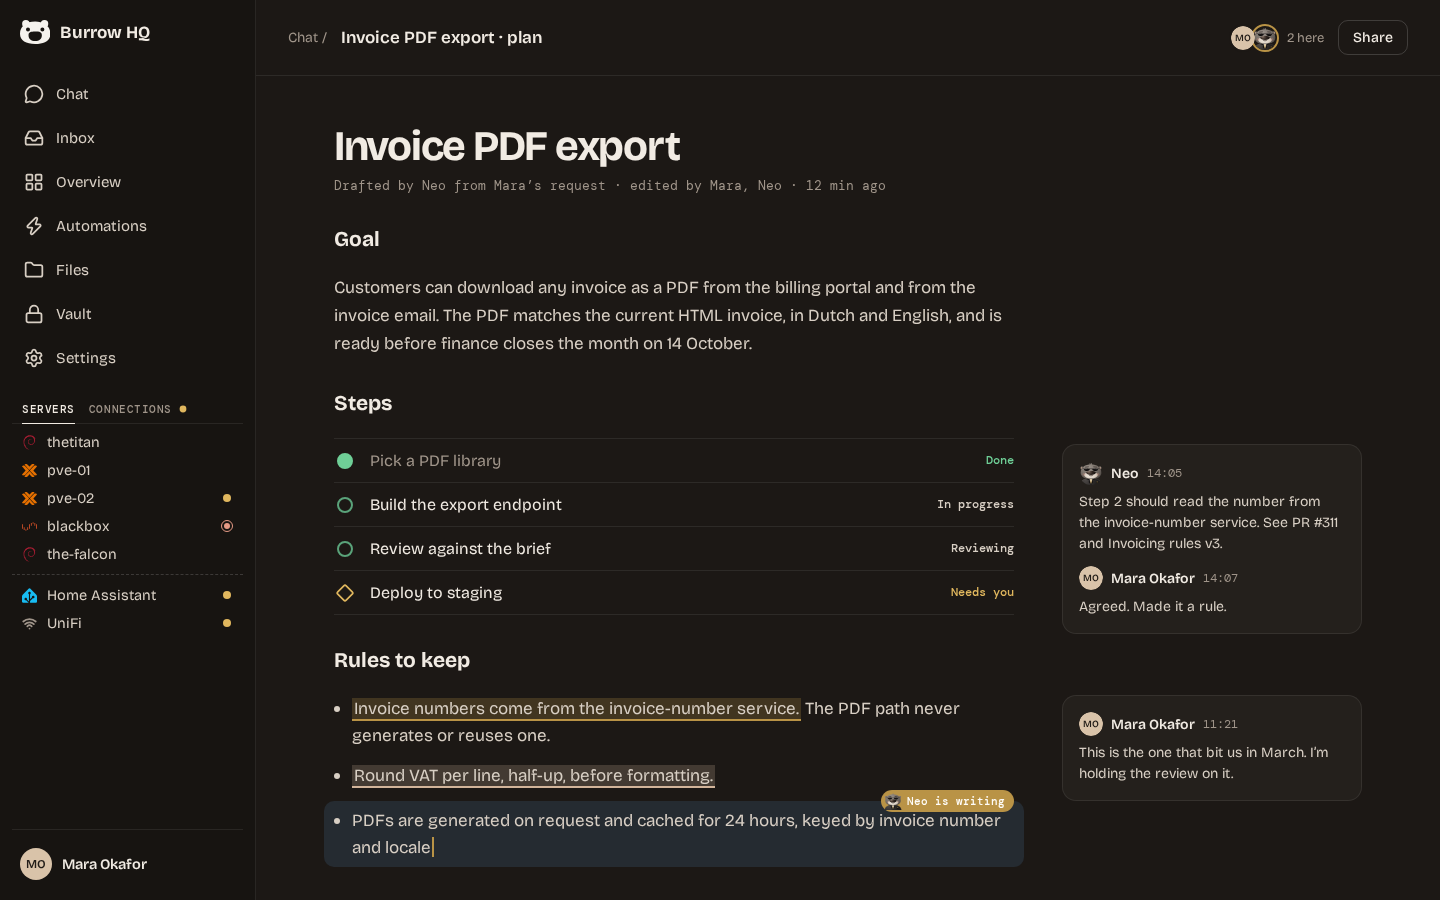 Burrow HQ
Chat
Inbox
Overview
Automations
Files
Vault
Settings
SERVERS CONNECTIONS
thetitan
pve-01
pve-02
blackbox
the-falcon
Home Assistant
UniFi
MO Mara Okafor
Chat / Invoice PDF export · plan
MO 2 here Share
Invoice PDF export
Drafted by Neo from Mara’s request · edited by Mara, Neo · 12 min ago
Goal
Customers can download any invoice as a PDF from the billing portal and from the
invoice email. The PDF matches the current HTML invoice, in Dutch and English, and is
ready before finance closes the month on 14 October.
Steps
Pick a PDF library Done
Build the export endpoint In progress
Review against the brief Reviewing
Deploy to staging Needs you
Rules to keep
Invoice numbers come from the invoice-number service. The PDF path never
generates or reuses one.
Round VAT per line, half-up, before formatting.
Neo is writing
PDFs are generated on request and cached for 24 hours, keyed by invoice number
and locale
Neo 14:05
Step 2 should read the number from
the invoice-number service. See PR #311
and Invoicing rules v3.
MO Mara Okafor 14:07
Agreed. Made it a rule.
MO Mara Okafor 11:21
This is the one that bit us in March. I’m
holding the review on it.